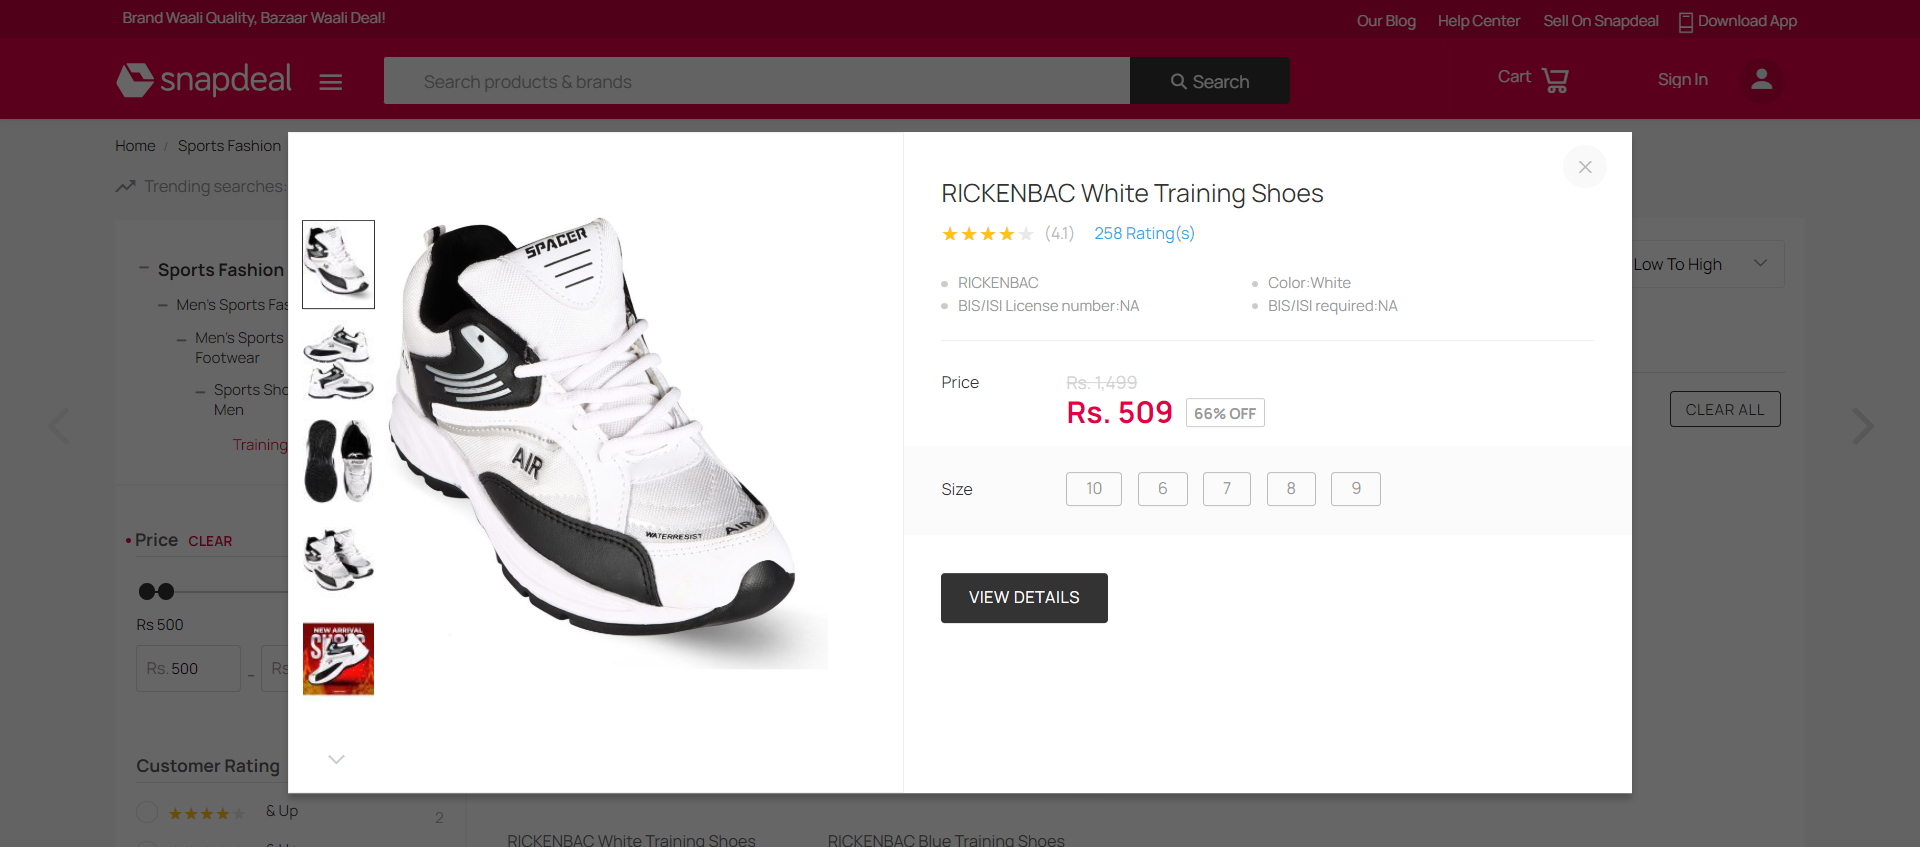 Brand Waali Quality, Bazaar Waali Deal!
Our Blog Help Center Sell On Snapdeal Download App
snapdeal
Search products & brands
Search
Cart
Sign In
Home / Sports Fashion
Trending searches:
Sports Fashion
Men's Sports Fas
Men's Sports
Footwear
Sports Sho
Men
Training
Price CLEAR
Rs 500
Rs. 500 _ Rs
Customer Rating
& Up 2
Low To High
CLEAR ALL
SPACER
AIR
AIR
WATERRESIST
NEW ARRIVAL
RICKENBAC White Training Shoes
(4.1) 258 Rating(s)
RICKENBAC
Color:White
BIS/ISI License number:NA
BIS/ISI required:NA
Price
Rs. 1,499
Rs. 509 66% OFF
Size 10 6 7 8 9
VIEW DETAILS
RICKENBAC White Training Shoes
RICKENBAC Blue Training Shoes